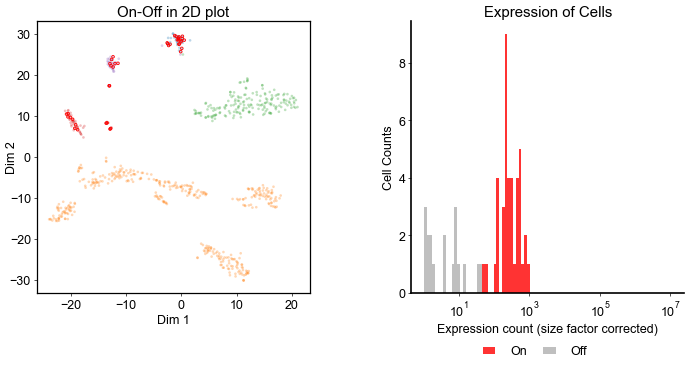 On-Off in 2D plot
30
20
10
0
−10
−20
−30
Dim 2
−20 −10 0 10 20
Dim 1
Expression of Cells
8
6
4
2
0
Cell Counts
10^1 10^3 10^5 10^7
Expression count (size factor corrected)
On Off